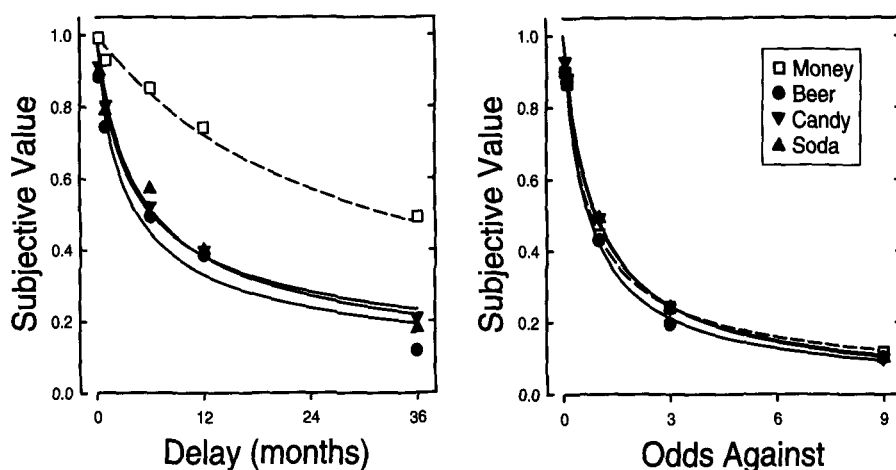 Subjective Value
1.0
0.8
0.6
0.4
0.2
0.0
0
12
24
36
Delay (months)
Subjective Value
1.0
0.8
0.6
0.4
0.2
0.0
0
3
6
9
Odds Against
Money
Beer
Candy
Soda